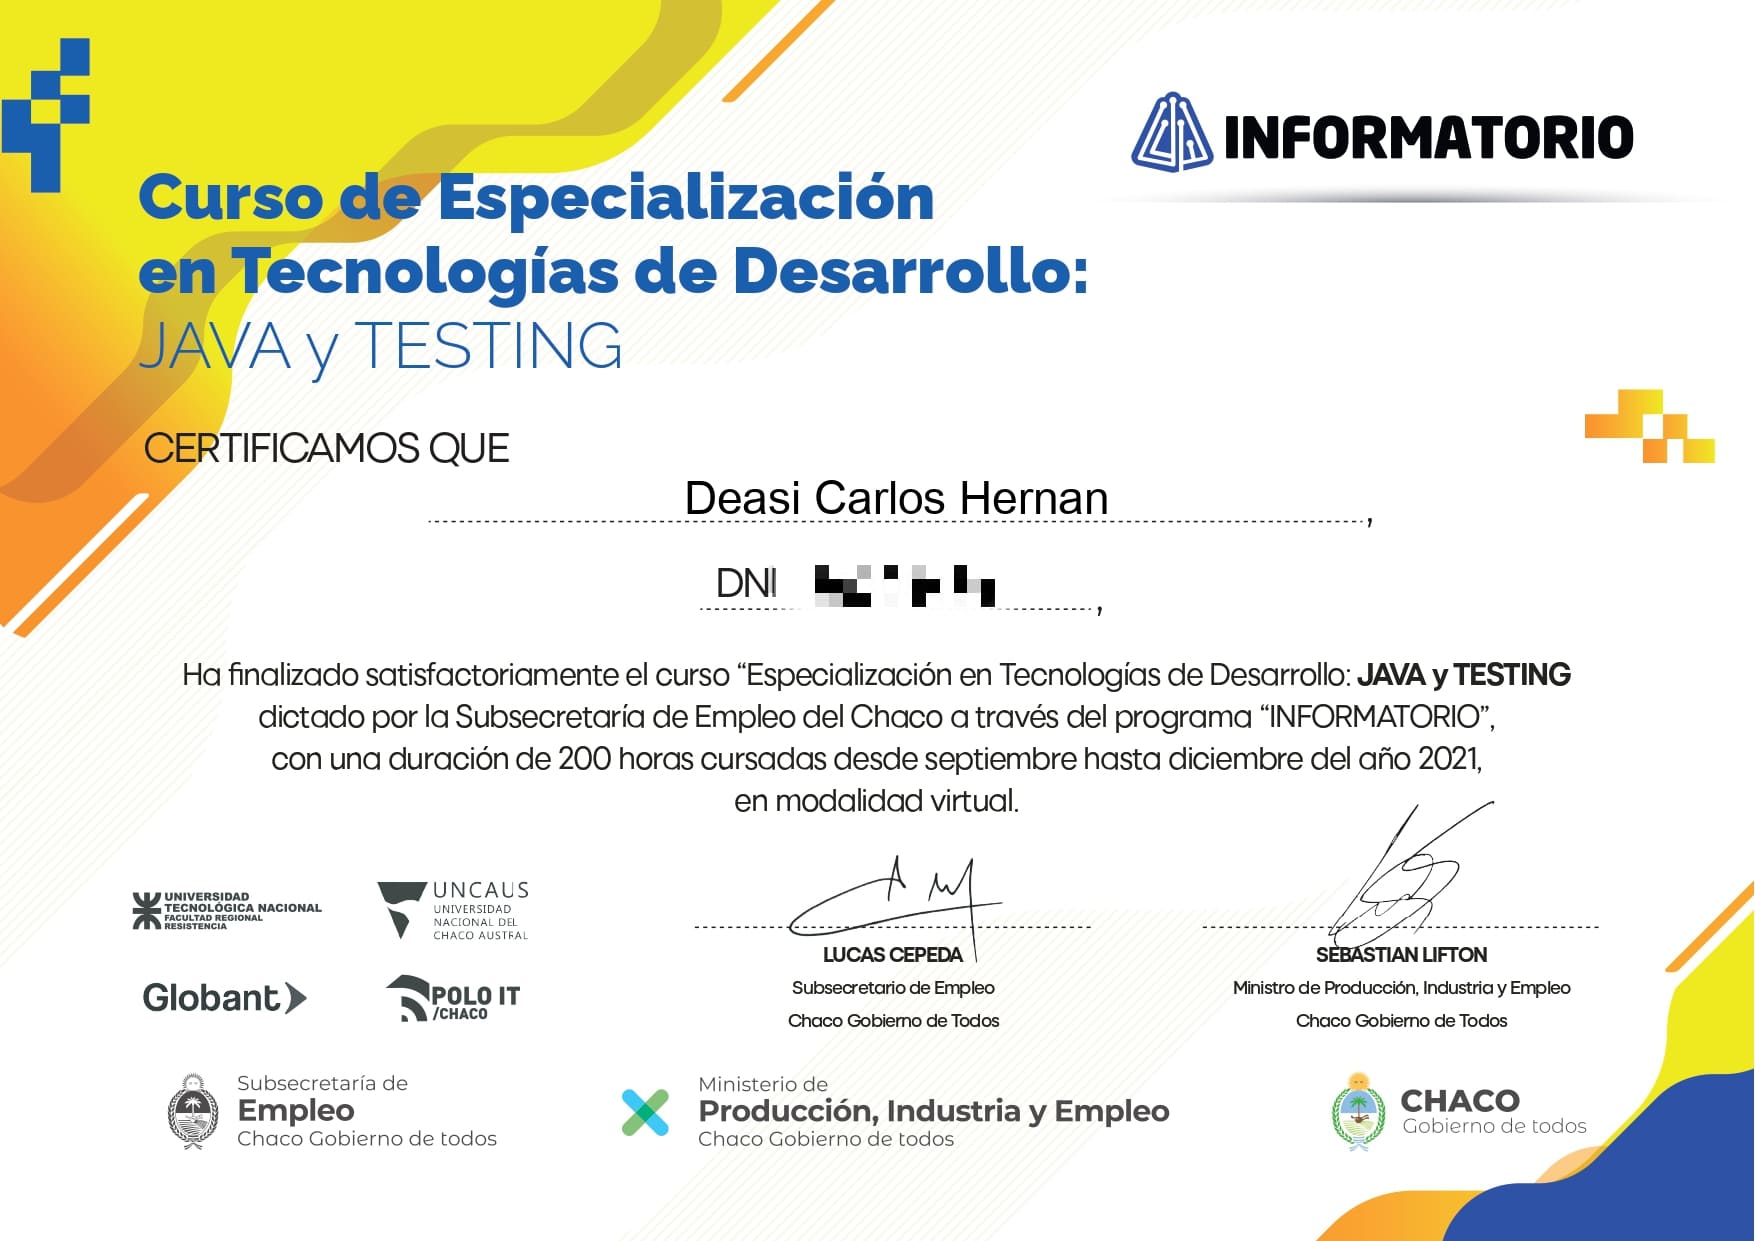 INFORMATORIO
Curso de Especialización
en Tecnologías de Desarrollo:
JAVA y TESTING
CERTIFICAMOS QUE
Deasi Carlos Hernan,
DNI ,
Ha finalizado satisfactoriamente el curso “Especialización en Tecnologías de Desarrollo: JAVA y TESTING
dictado por la Subsecretaría de Empleo del Chaco a través del programa “INFORMATORIO”,
con una duración de 200 horas cursadas desde septiembre hasta diciembre del año 2021,
en modalidad virtual.
UNIVERSIDAD
TECNOLÓGICA NACIONAL
FACULTAD REGIONAL
RESISTENCIA
UNCAUS
UNIVERSIDAD
NACIONAL DEL
CHACO AUSTRAL
Globant
POLO IT
/CHACO
LUCAS CEPEDA
Subsecretario de Empleo
Chaco Gobierno de Todos
SEBASTIAN LIFTON
Ministro de Producción, Industria y Empleo
Chaco Gobierno de Todos
Subsecretaría de
Empleo
Chaco Gobierno de todos
Ministerio de
Producción, Industria y Empleo
Chaco Gobierno de todos
CHACO
Gobierno de todos